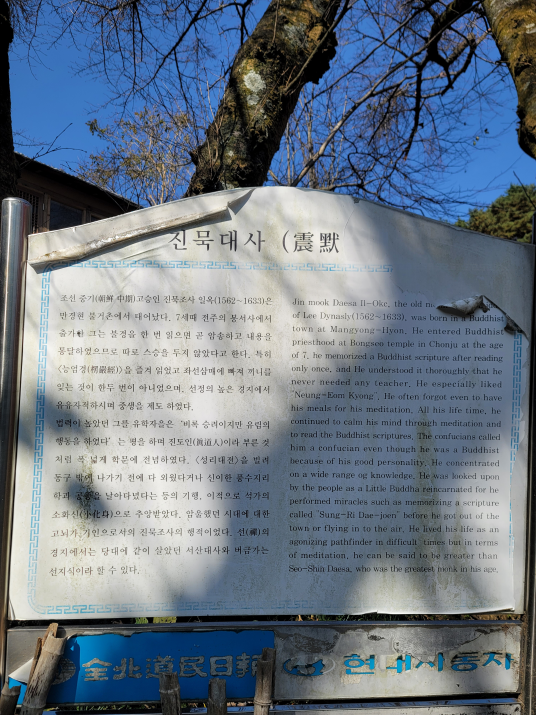 진묵대사 (震默
조선 중기(朝鮮 中期)고승인 진묵조사 일옥(1562~1633)은
만경현 불거촌에서 태어났다. 7세때 전주의 봉서사에서
출가한 그는 불경을 한 번 읽으면 곧 암송하고 내용을
통달하였으므로 따로 스승을 두지 않았다고 한다. 특히
<능엄경(楞嚴經)>을 즐겨 읽었고 좌선삼매에 빠져 끼니를
잊는 것이 한두 번이 아니었으며, 선정의 높은 경지에서
유유자적하시며 중생을 제도 하였다.
법력이 높았던 그를 유학자들은 '비록 승려이지만 유림의
행동을 하였다' 는 평을 하며 진도인(眞道人)이라 부른 것
처럼 폭 넓게 학문에 전념하였다. <성리대전>을 빌려
동구 밖에 나가기 전에 다 외웠다거나 신이한 묵수지리
하과 공중을 날아다녔다는 등의 기행, 이적으로 석가의
소화신(小化身)으로 추앙받았다. 암울했던 시대에 대한
고뇌가 기인으로서의 진묵조사의 행적이었다. 선(禪)의
경지에서는 당대에 같이 살았던 서산대사와 버금가는
선지식이라 할 수 있다.
Jin mook Daesa Il-Oke, the old
of Lee Dynasly(1562~1633), was born in a Buddhist
town at Mangyong-Hyon. He entered Buddhist
priesthood at Bongsen temple in Chonju at the age
of 7, he memorized a Buddhist scripture after reading
only once, and He understood it thoroughly that he
never needed any teacher. He especially liked
'Neung-Eom Kyong'. He often forget even to have
his meals for his meditation. All his life time, he
continued to calm his mind through meditation and
to read the Buddhist scriptures. The confucians called
him a confucian even though he was a Buddhist
because of his good personality. He concentrated
on a wide range og knowledge. He was looked upon
by the people as a Little Buddha reincarnated for he
performed miracles such as memorizing a scripture
called 'Sung-Ri Dae-joen' before he got out of the
town or flying in to the air. He lived his life as an
agonizing pathfinder in difficult times but in terms
of meditation, he can be said to be greater than
Seo-Shin Daesa, who was the greatest monk in his age.
全北道民日報
현대자동차